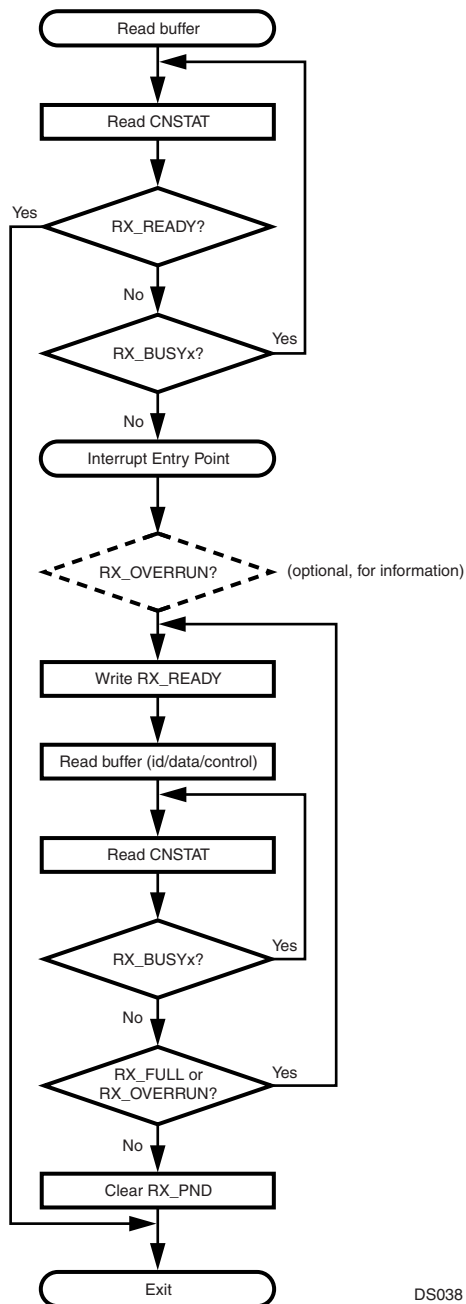 Read buffer
Read CNSTAT
Yes
RX_READY?
No
RX_BUSYx?
Yes
No
Interrupt Entry Point
RX_OVERRUN?
(optional, for information)
Write RX_READY
Read buffer (id/data/control)
Read CNSTAT
RX_BUSYx?
Yes
No
RX_FULL or
RX_OVERRUN?
Yes
No
Clear RX_PND
Exit
DS038